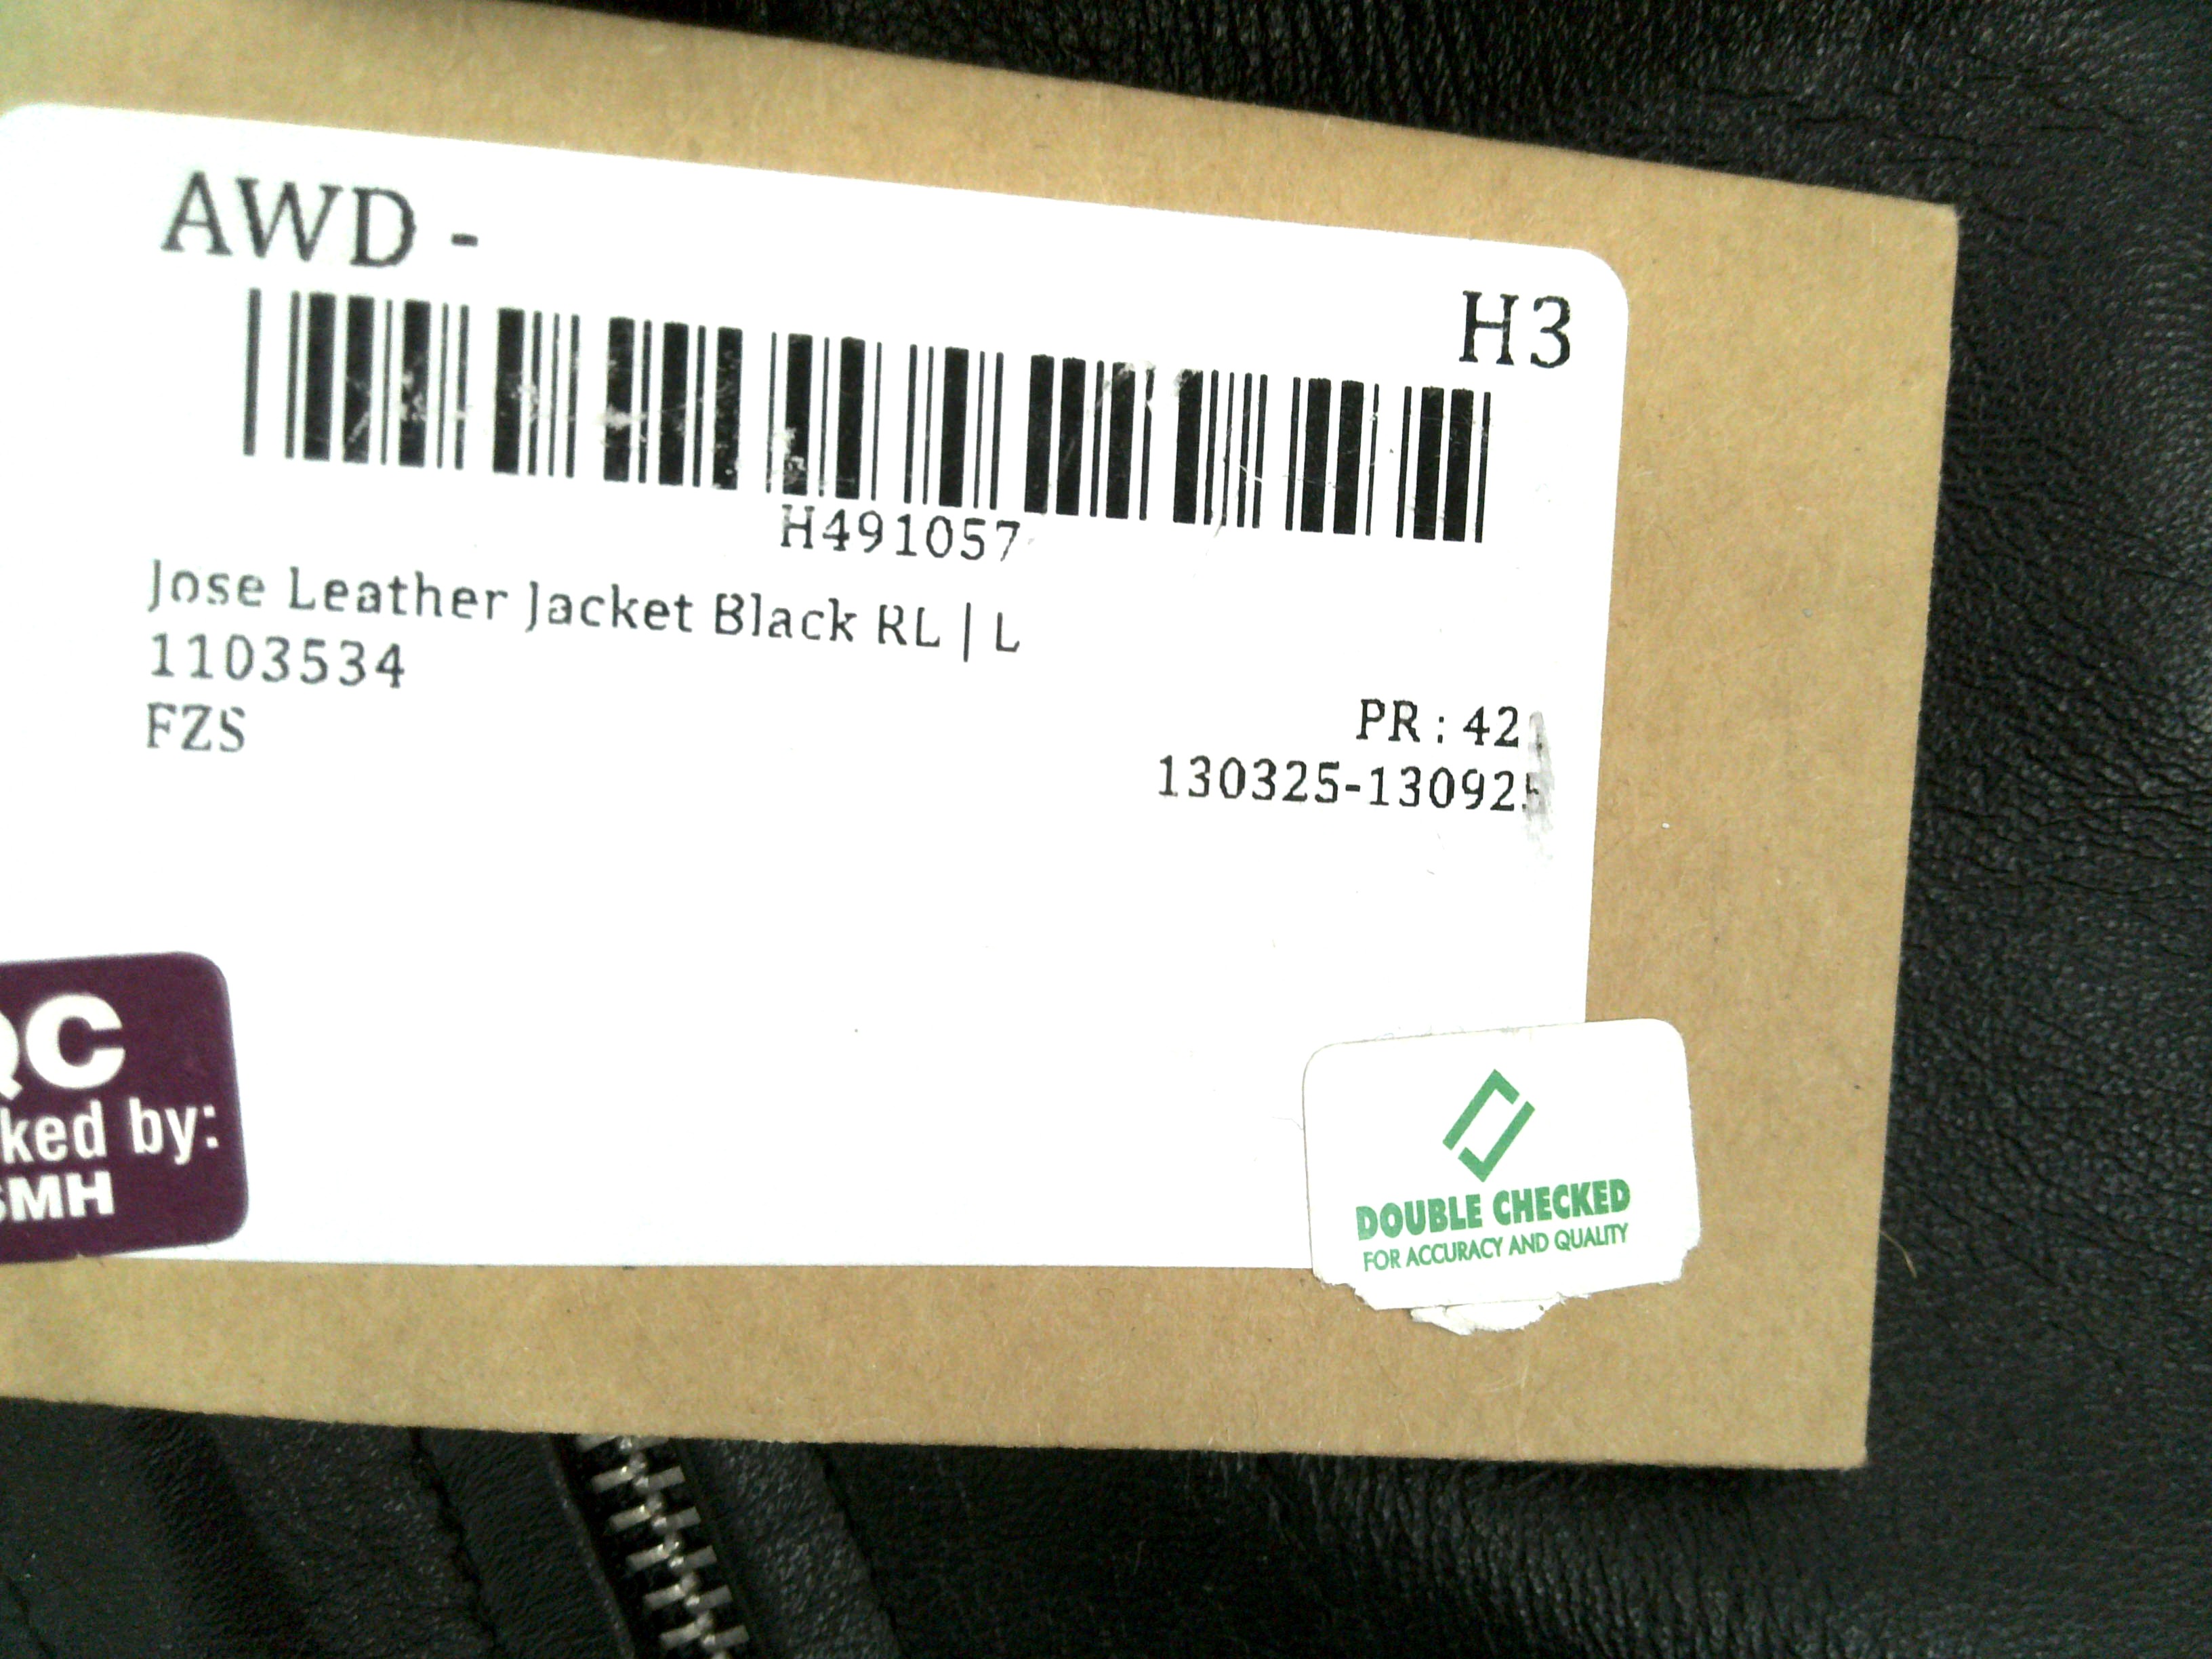 AWD -
H3
H491057
Jose Leather Jacket Black RL | L
1103534
FZS
PR : 42
130325-130925
QC
ked by:
SMH
DOUBLE CHECKED
FOR ACCURACY AND QUALITY